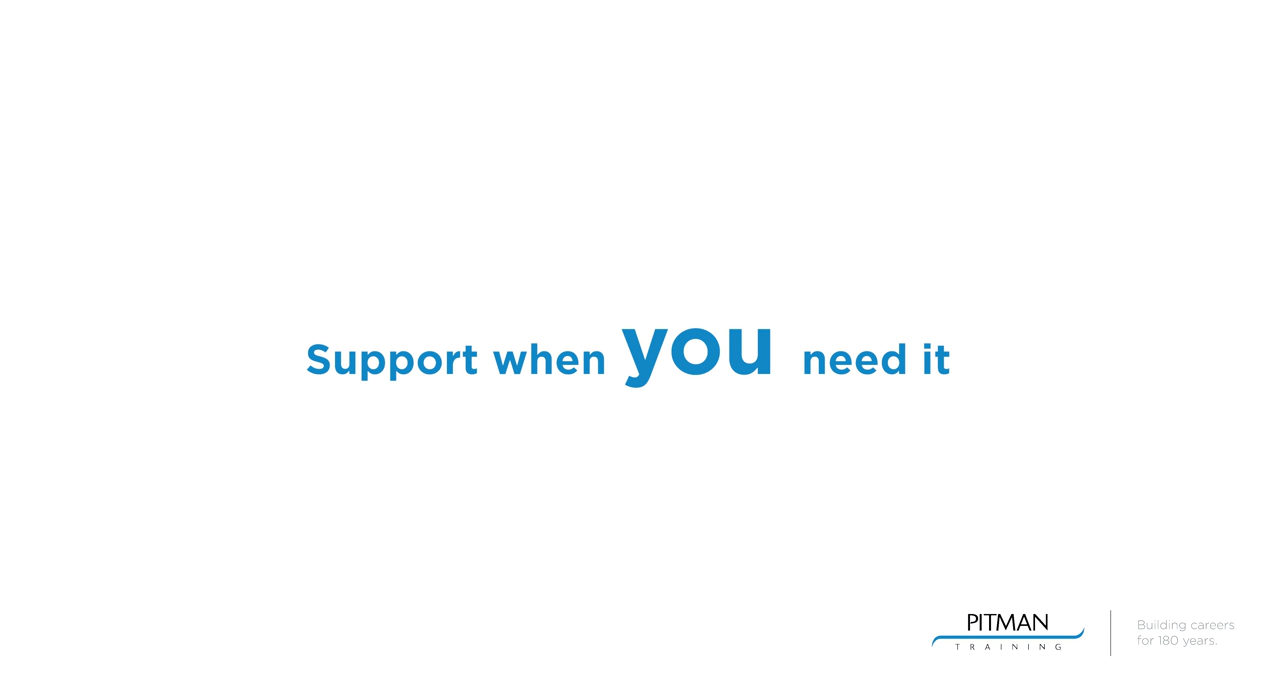 Support when you need it
PITMAN
TRAINING
Building careers
for 180 years.